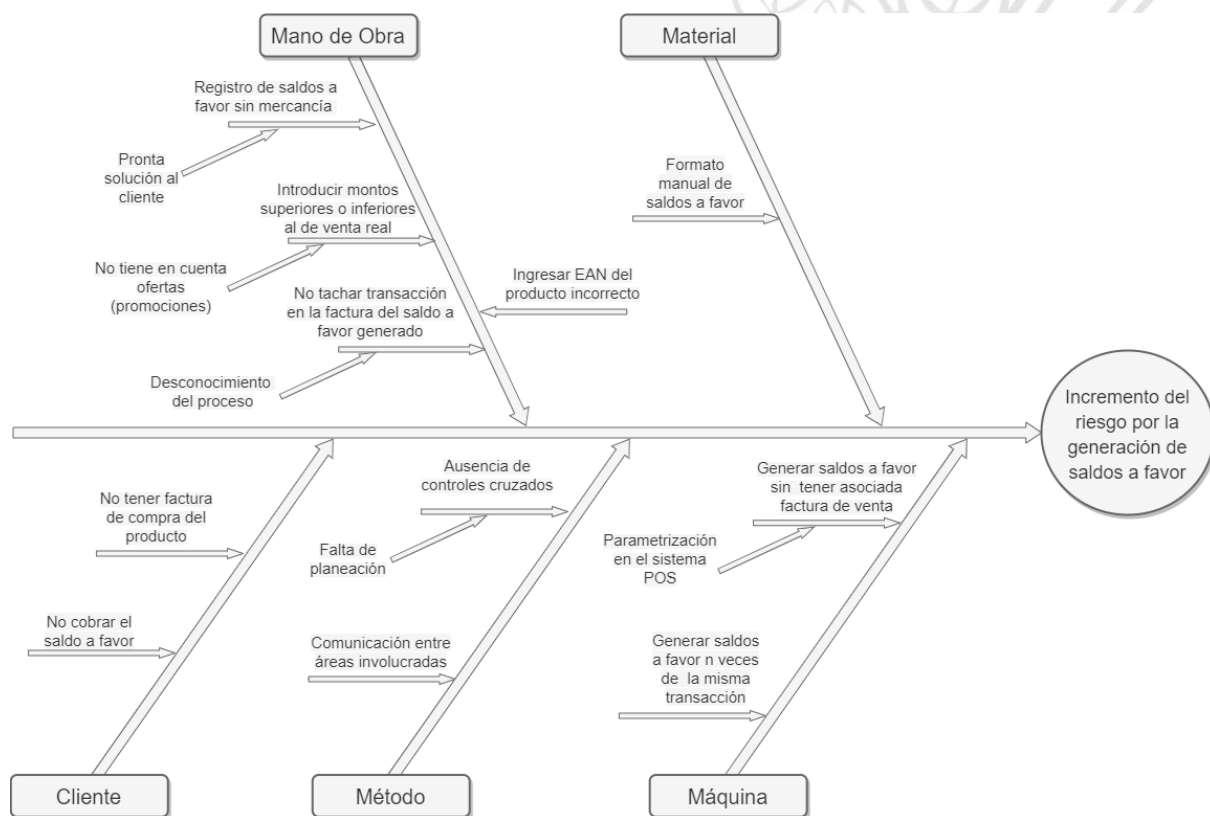 Mano de Obra
Material
Registro de saldos a
favor sin mercancía
Pronta
solución al
cliente
Introducir montos
superiores o inferiores
al de venta real
No tiene en cuenta
ofertas
(promociones)
Ingresar EAN del
producto incorrecto
No tachar transacción
en la factura del saldo a
favor generado
Desconocimiento
del proceso
Formato
manual de
saldos a favor
Incremento del
riesgo por la
generación de
saldos a favor
No tener factura
de compra del
producto
No cobrar el
saldo a favor
Ausencia de
controles cruzados
Falta de
planeación
Comunicación entre
áreas involucradas
Generar saldos a favor
sin tener asociada
factura de venta
Parametrización
en el sistema
POS
Generar saldos
a favor n veces
de la misma
transacción
Cliente
Método
Máquina